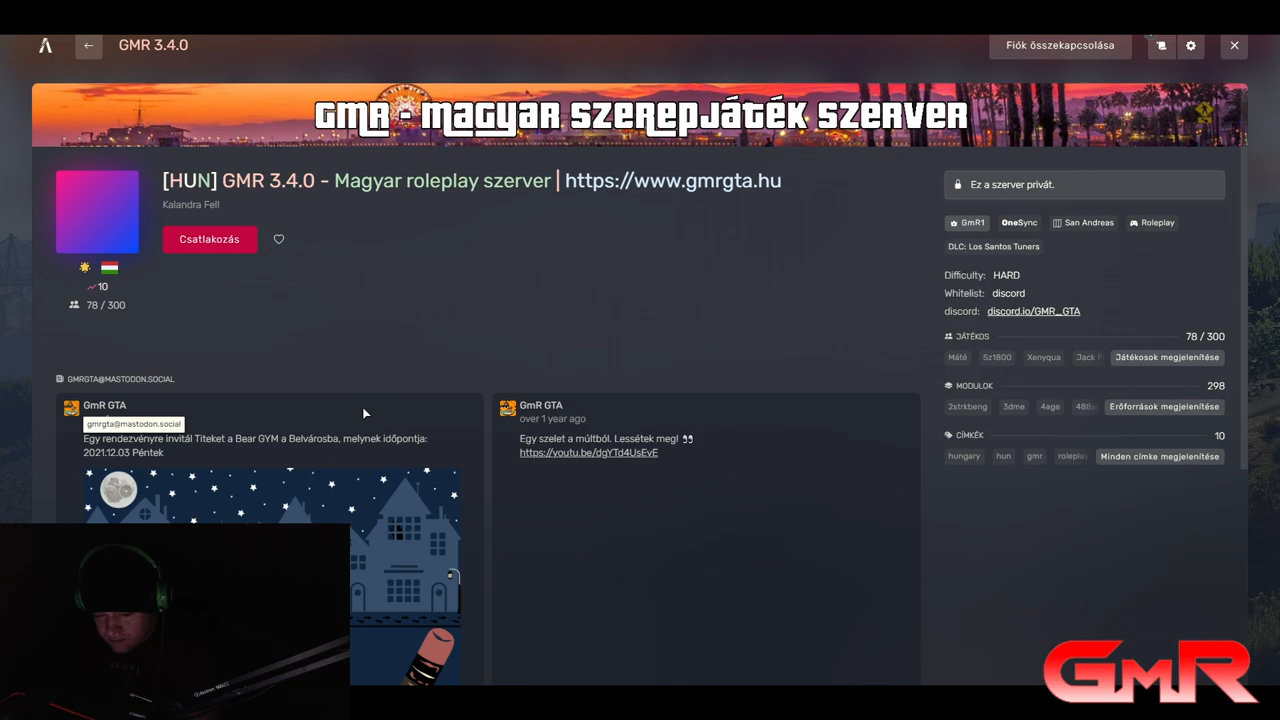 GMR 3.4.0
Fiók összekapcsolása
GMR - MAGYAR SZEREPJÁTÉK SZERVER
[HUN] GMR 3.4.0 - Magyar roleplay szerver | https://www.gmrgta.hu
Kalandra Fell
Csatlakozás
10
78 / 300
Ez a szerver privát.
GmR1 OneSync San Andreas Roleplay
DLC: Los Santos Tuners
Difficulty: HARD
Whitelist: discord
discord: discord.io/GMR_GTA
JÁTÉKOS 78 / 300
Máté Sz1800 Xenyqua Jack P Játékosok megjelenítése
MODULOK 298
2strkbeng 3dme 4age 488s Erőforrások megjelenítése
CÍMKÉK 10
hungary hun gmr roleplay Minden címke megjelenítése
GMRGTA@MASTODON.SOCIAL
GmR GTA
gmrgta@mastodon.social
Egy rendezvényre invitál Titeket a Bear GYM a Belvárosba, melynek időpontja:
2021.12.03 Péntek
GmR GTA
over 1 year ago
Egy szelet a múltból. Lessétek meg!
https://youtu.be/dgYTd4UsEvE
GMR